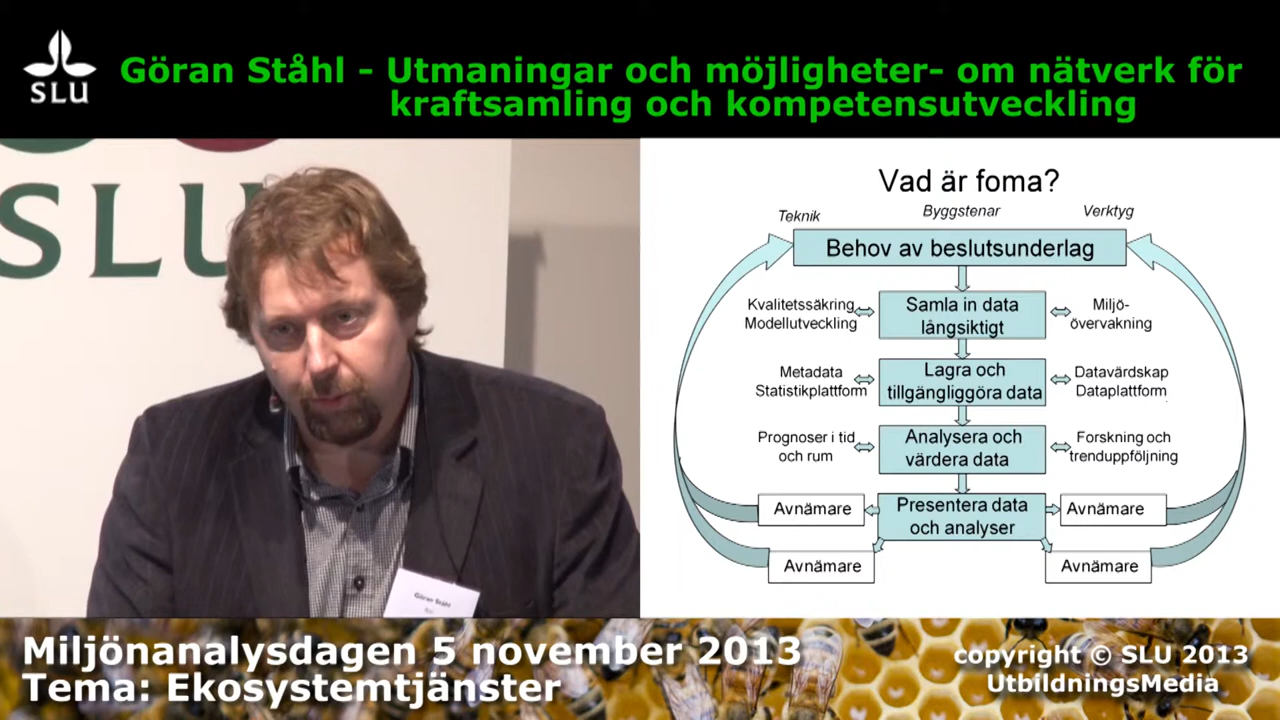 SLU
Göran Ståhl - Utmaningar och möjligheter- om nätverk för
kraftsamling och kompetensutveckling
SLU
Göran Ståhl
Vad är foma?
Teknik
Byggstenar
Verktyg
Behov av beslutsunderlag
Kvalitetssäkring
Modellutveckling
Samla in data
långsiktigt
Miljö-
övervakning
Metadata
Statistikplattform
Lagra och
tillgängliggöra data
Datavärdskap
Dataplattform
Prognoser i tid
och rum
Analysera och
värdera data
Forskning och
trenduppföljning
Avnämare
Presentera data
och analyser
Avnämare
Avnämare
Avnämare
Miljönanalysdagen 5 november 2013
Tema: Ekosystemtjänster
copyright © SLU 2013
UtbildningsMedia